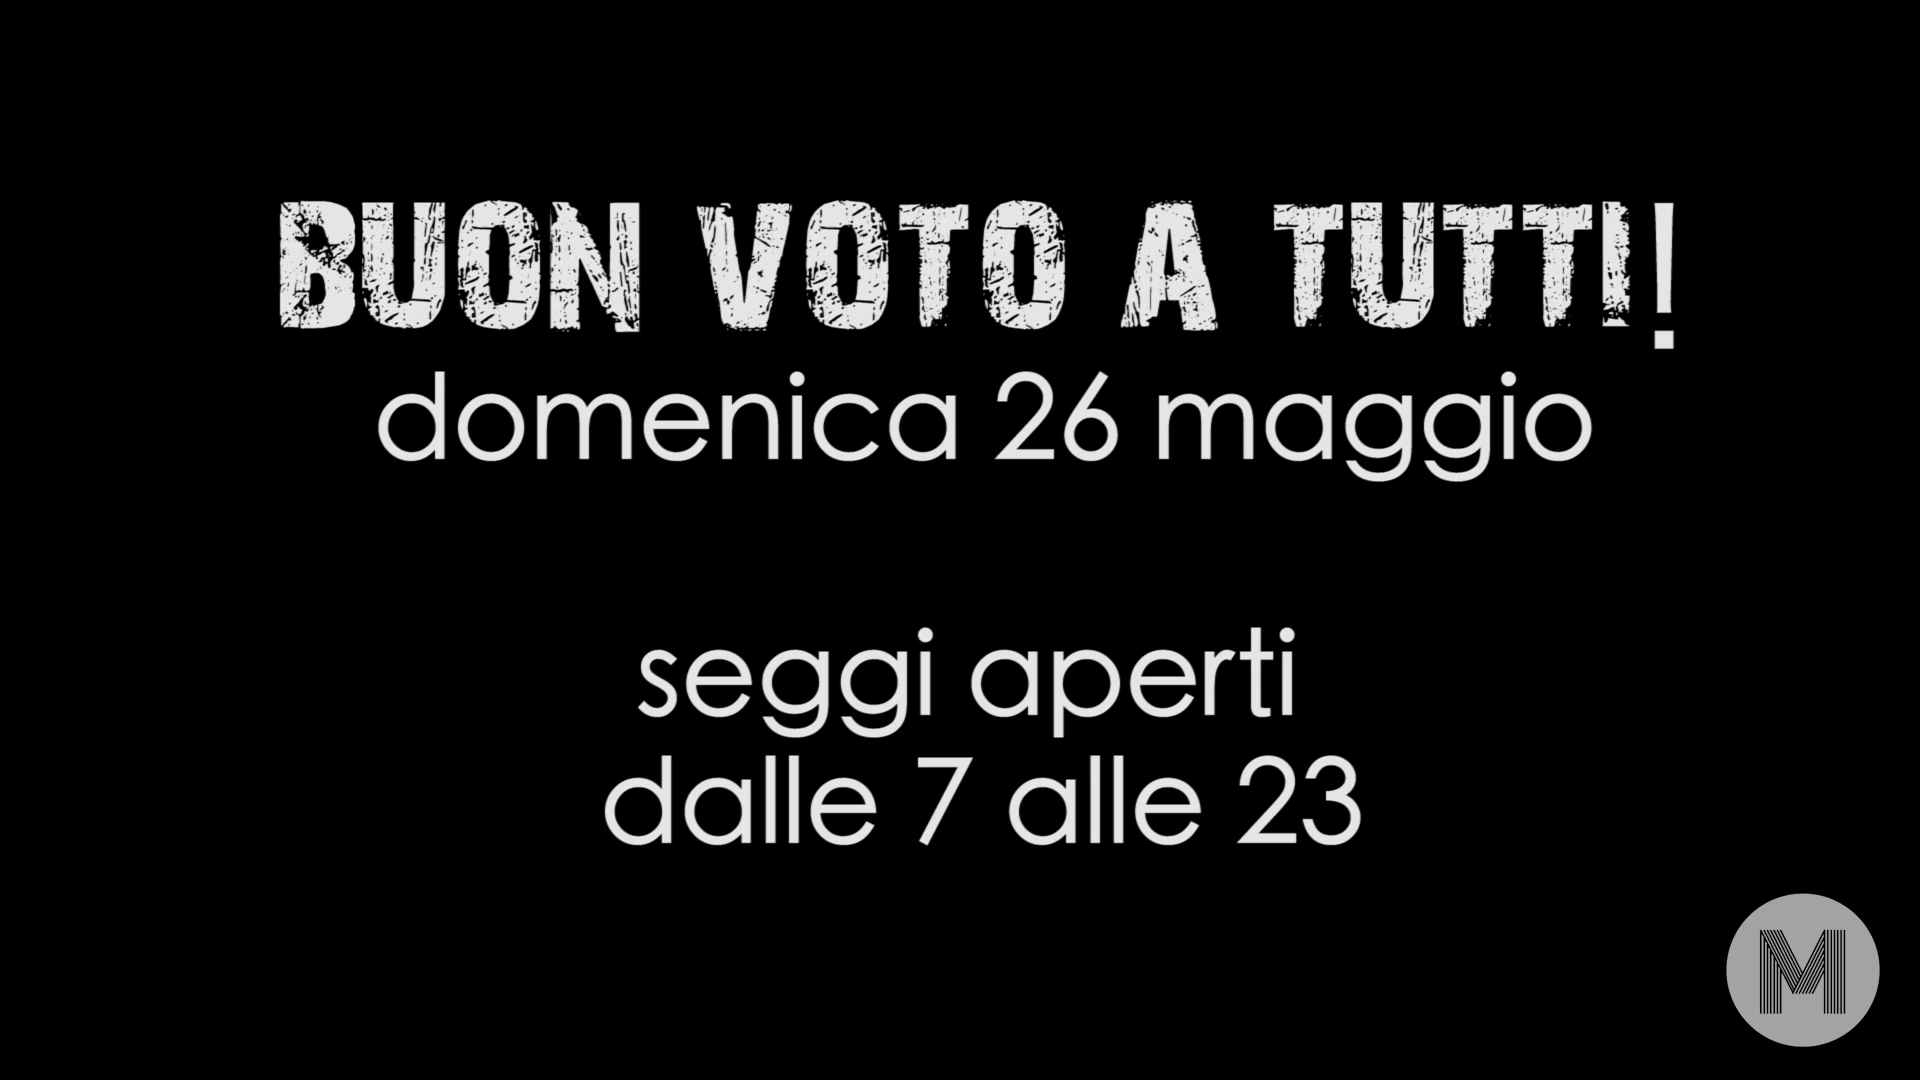 BUON VOTO A TUTTI!
domenica 26 maggio
seggi aperti
dalle 7 alle 23
M